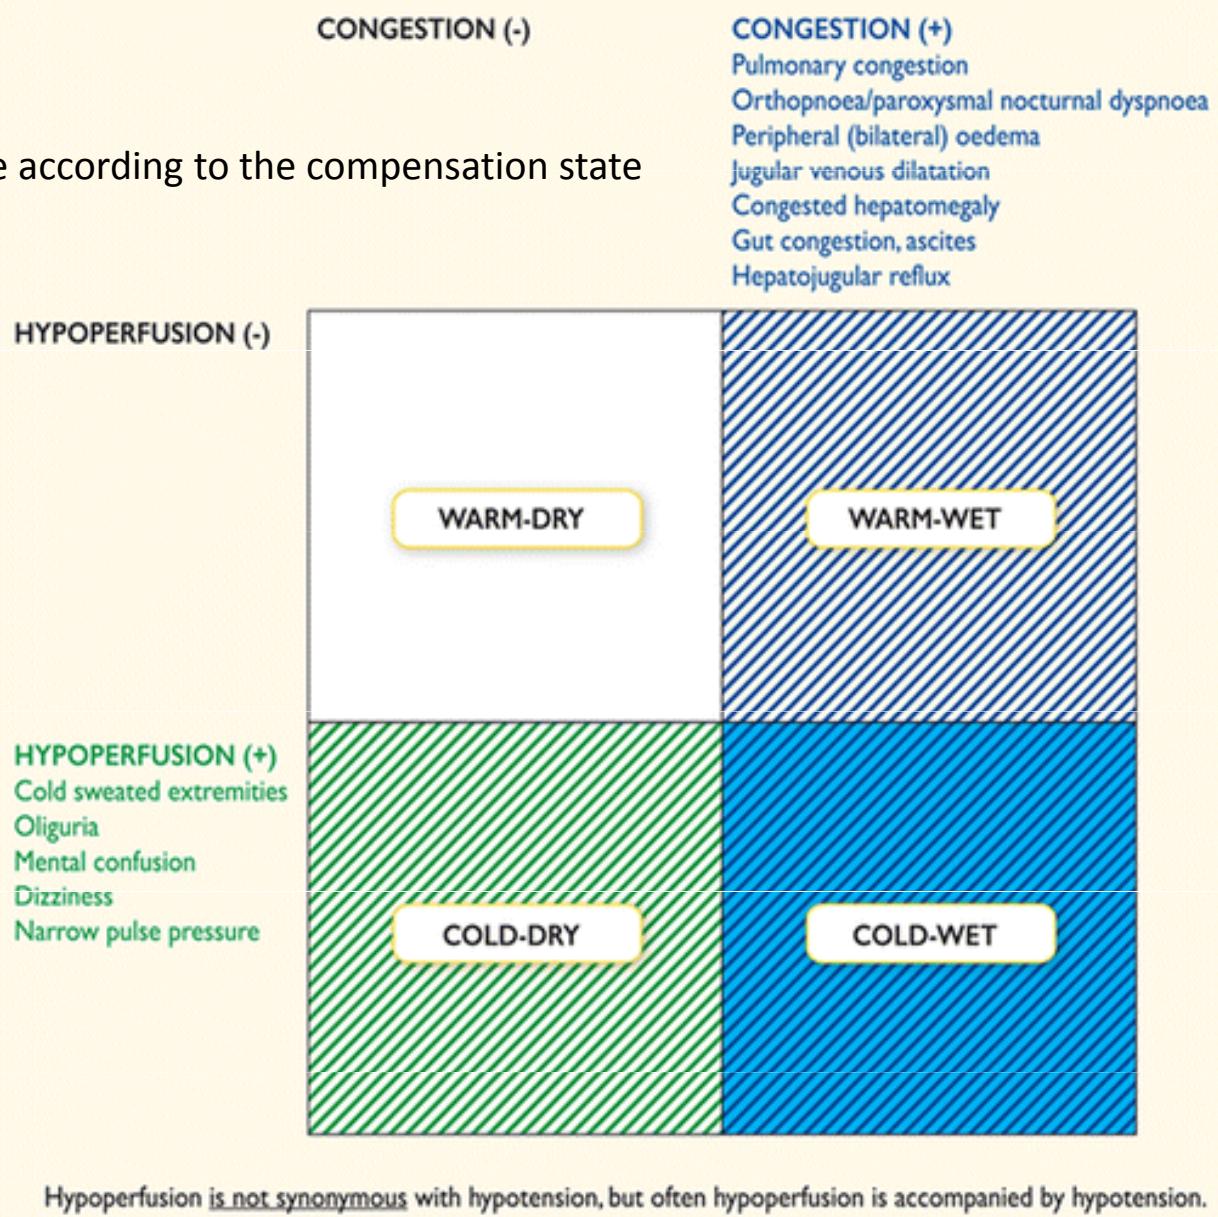 CONGESTION (-)
CONGESTION (+)
Pulmonary congestion
Orthopnoea/paroxysmal nocturnal dyspnoea
Peripheral (bilateral) oedema
Jugular venous dilatation
Congested hepatomegaly
Gut congestion, ascites
Hepatojugular reflux
e according to the compensation state
HYPOPERFUSION (-)
WARM-DRY
WARM-WET
HYPOPERFUSION (+)
Cold sweated extremities
Oliguria
Mental confusion
Dizziness
Narrow pulse pressure
COLD-DRY
COLD-WET
Hypoperfusion is not synonymous with hypotension, but often hypoperfusion is accompanied by hypotension.